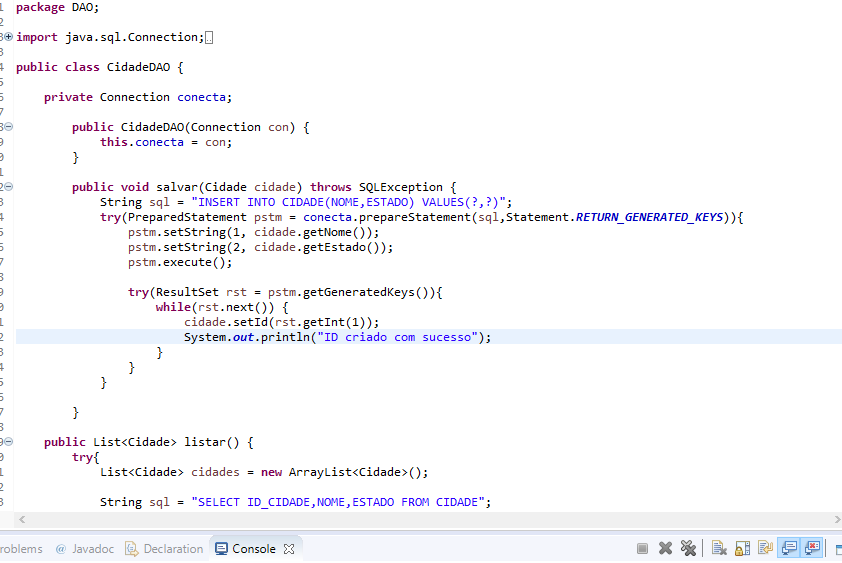 package DAO;
import java.sql.Connection;
public class CidadeDAO {
private Connection conecta;
public CidadeDAO(Connection con) {
this.conecta = con;
}
public void salvar(Cidade cidade) throws SQLException {
String sql = "INSERT INTO CIDADE(NOME,ESTADO) VALUES(?,?)";
try(PreparedStatement pstm = conecta.prepareStatement(sql,Statement.RETURN_GENERATED_KEYS)){
pstm.setString(1, cidade.getNome());
pstm.setString(2, cidade.getEstado());
pstm.execute();
try(ResultSet rst = pstm.getGeneratedKeys()){
while(rst.next()) {
cidade.setId(rst.getInt(1));
System.out.println("ID criado com sucesso");
}
}
}
}
public List<Cidade> listar() {
try{
List<Cidade> cidades = new ArrayList<Cidade>();
String sql = "SELECT ID_CIDADE,NOME,ESTADO FROM CIDADE";
roblems @ Javadoc Declaration Console